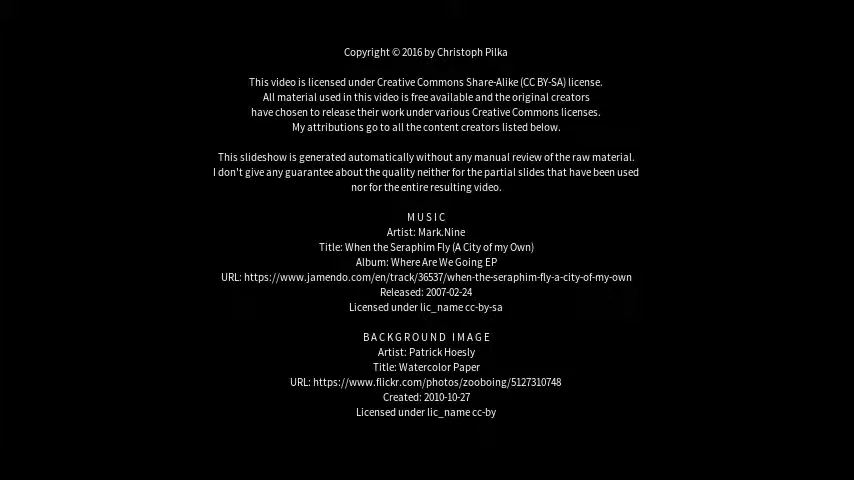 Copyright © 2016 by Christoph Pilka
This video is licensed under Creative Commons Share-Alike (CC BY-SA) license.
All material used in this video is free available and the original creators
have chosen to release their work under various Creative Commons licenses.
My attributions go to all the content creators listed below.
This slideshow is generated automatically without any manual review of the raw material.
I don't give any guarantee about the quality neither for the partial slides that have been used
nor for the entire resulting video.
MUSIC
Artist: Mark.Nine
Title: When the Seraphim Fly (A City of my Own)
Album: Where Are We Going EP
URL: https://www.jamendo.com/en/track/36537/when-the-seraphim-fly-a-city-of-my-own
Released: 2007-02-24
Licensed under lic_name cc-by-sa
BACKGROUND IMAGE
Artist: Patrick Hoesly
Title: Watercolor Paper
URL: https://www.flickr.com/photos/zooboing/5127310748
Created: 2010-10-27
Licensed under lic_name cc-by